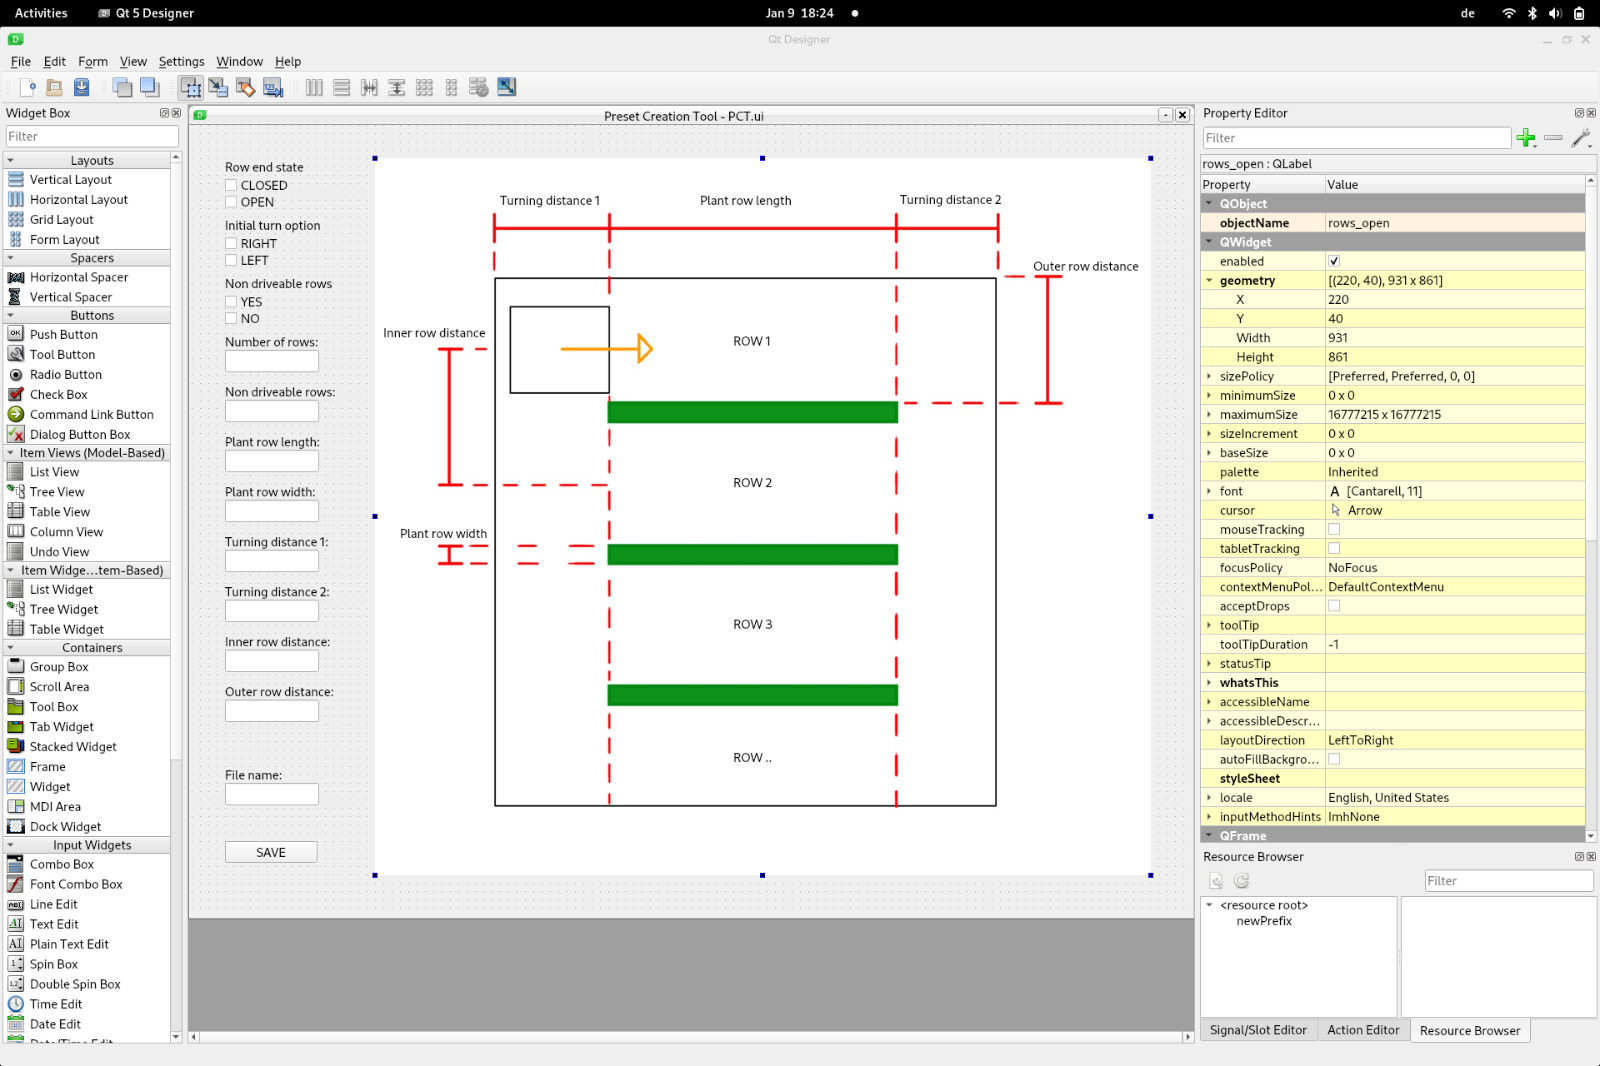 Activities
Qt 5 Designer
Jan 9 18:24
de
Qt Designer
File Edit Form View Settings Window Help
Widget Box
Filter
Layouts
Vertical Layout
Horizontal Layout
Grid Layout
Form Layout
Spacers
Horizontal Spacer
Vertical Spacer
Buttons
Push Button
Tool Button
Radio Button
Check Box
Command Link Button
Dialog Button Box
Item Views (Model-Based)
List View
Tree View
Table View
Column View
Undo View
Item Widge...tem-Based)
List Widget
Tree Widget
Table Widget
Containers
Group Box
Scroll Area
Tool Box
Tab Widget
Stacked Widget
Frame
Widget
MDI Area
Dock Widget
Input Widgets
Combo Box
Font Combo Box
Line Edit
Text Edit
Plain Text Edit
Spin Box
Double Spin Box
Time Edit
Date Edit
Preset Creation Tool - PCT.ui
Row end state
CLOSED
OPEN
Initial turn option
RIGHT
LEFT
Non driveable rows
YES
NO
Number of rows:
Non driveable rows:
Plant row length:
Plant row width:
Turning distance 1:
Turning distance 2:
Inner row distance:
Outer row distance:
File name:
SAVE
Turning distance 1
Plant row length
Turning distance 2
Outer row distance
Inner row distance
ROW 1
ROW 2
Plant row width
ROW 3
ROW ..
Property Editor
Filter
rows_open : QLabel
Property Value
QObject
objectName rows_open
QWidget
enabled
geometry [(220, 40), 931 x 861]
X 220
Y 40
Width 931
Height 861
sizePolicy [Preferred, Preferred, 0, 0]
minimumSize 0 x 0
maximumSize 16777215 x 16777215
sizeIncrement 0 x 0
baseSize 0 x 0
palette Inherited
font A [Cantarell, 11]
cursor Arrow
mouseTracking
tabletTracking
focusPolicy NoFocus
contextMenuPol... DefaultContextMenu
acceptDrops
toolTip
toolTipDuration -1
statusTip
whatsThis
accessibleName
accessibleDescr...
layoutDirection LeftToRight
autoFillBackgro...
styleSheet
locale English, United States
inputMethodHints ImhNone
QFrame
Resource Browser
Filter
<resource root>
newPrefix
Signal/Slot Editor
Action Editor
Resource Browser